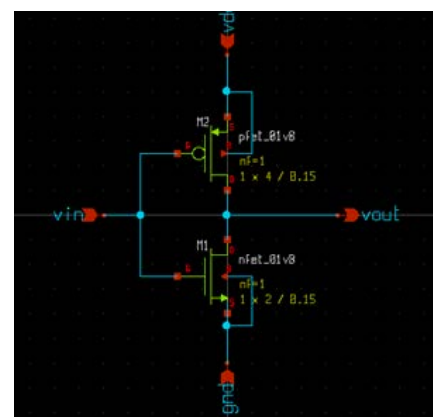 vd
M2
S
pfet_01v8
G
B
nf=1
D
1 x 4 / 0.15
vin
vout
M1
D
nfet_01v8
G
B
nf=1
S
1 x 2 / 0.15
gnd